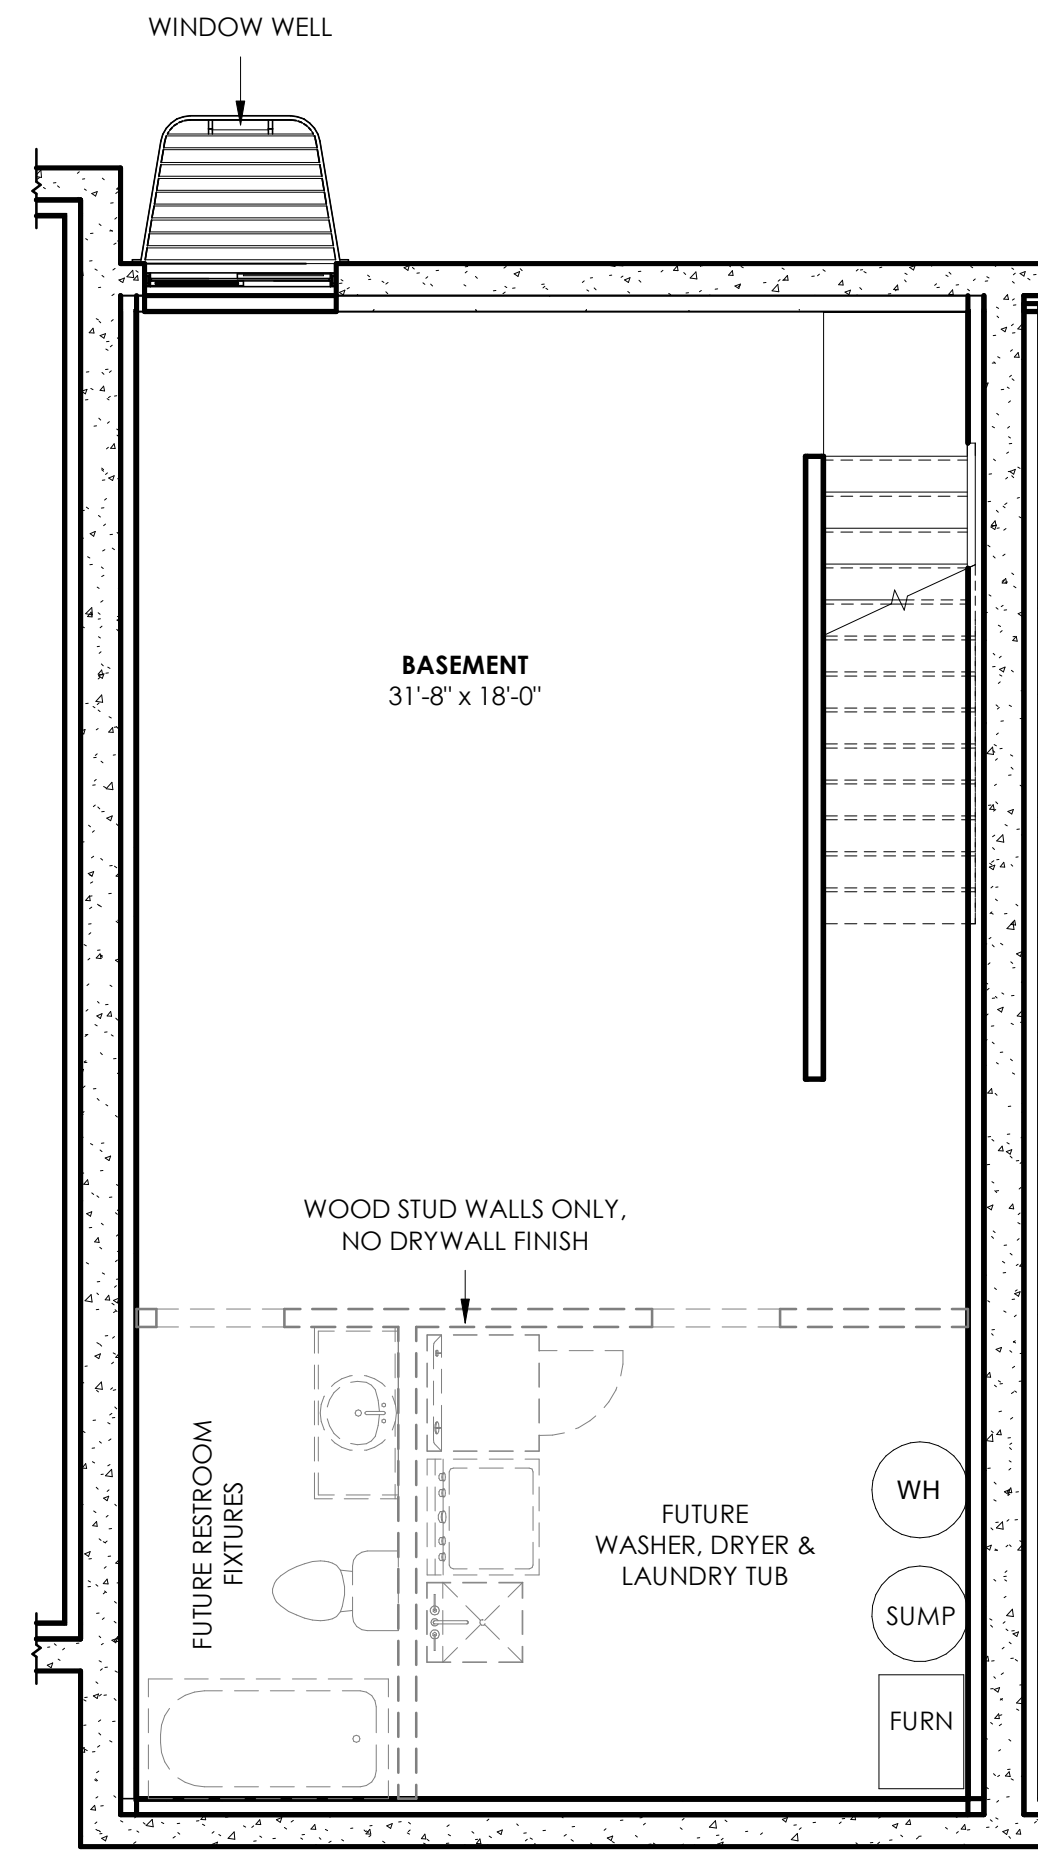 WINDOW WELL
BASEMENT
31'-8" x 18'-0"
WOOD STUD WALLS ONLY,
NO DRYWALL FINISH
FUTURE RESTROOM
FIXTURES
FUTURE
WASHER, DRYER &
LAUNDRY TUB
WH
SUMP
FURN